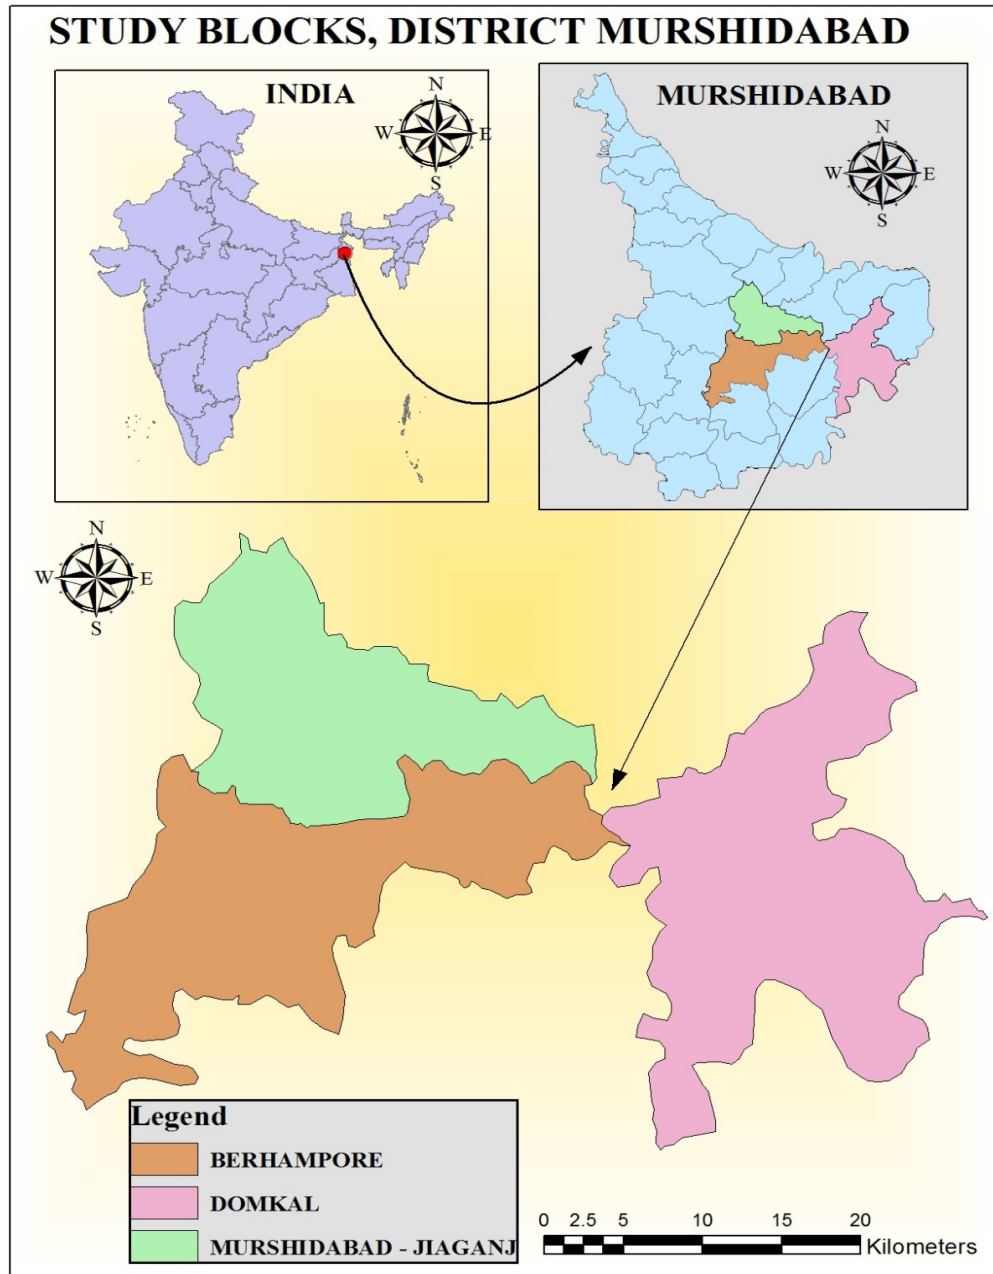 STUDY BLOCKS, DISTRICT MURSHIDABAD
INDIA
N
W E
S
MURSHIDABAD
N
W E
S
N
W E
S
Legend
BERHAMPORE
DOMKAL
MURSHIDABAD - JIAGANJ
0 2.5 5 10 15 20
Kilometers